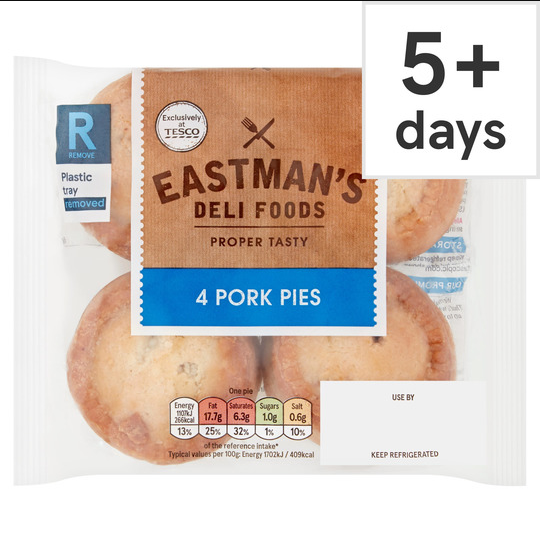 5+
days
R
REMOVE
Plastic
tray
removed
Exclusively
at
TESCO
EASTMAN'S
DELI FOODS
PROPER TASTY
4 PORK PIES
One pie
Energy
1107kJ
266kcal
13%
Fat
17.7g
25%
Saturates
6.3g
32%
Sugars
1.0g
1%
Salt
0.6g
10%
of the reference intake*
Typical values per 100g: Energy 1702kJ / 409kcal
USE BY
KEEP REFRIGERATED